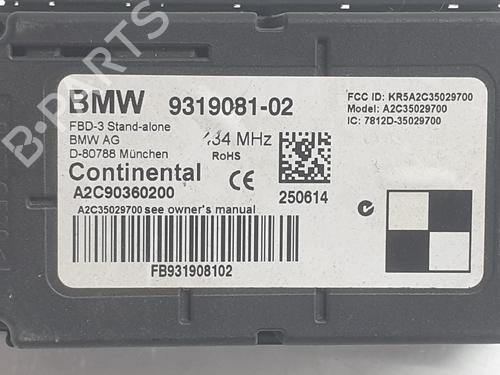 BMW 9319081-02
FBD-3 Stand-alone
BMW AG
D-80788 München
434 MHz
RoHS
FCC ID: KR5A2C35029700
Model: A2C35029700
IC: 7812D-35029700
Continental
A2C90360200
CE
250614
A2C35029700 see owner's manual
FB931908102
B-PARTS